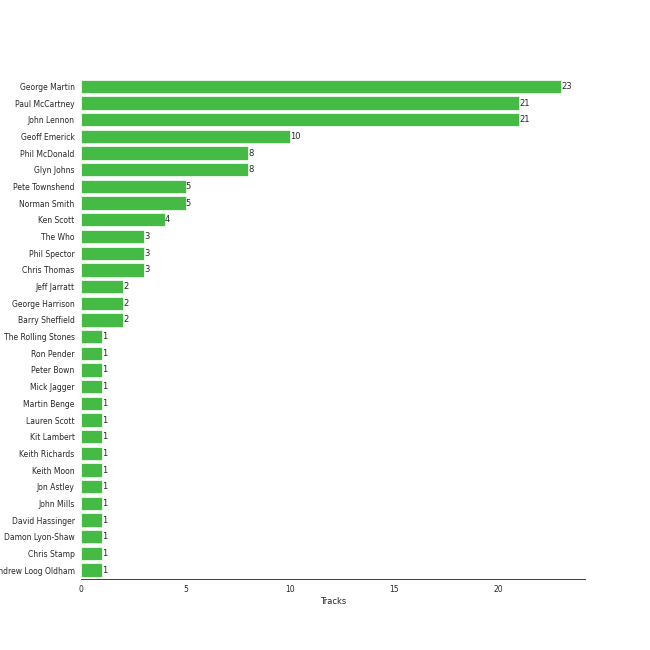 George Martin 23
Paul McCartney 21
John Lennon 21
Geoff Emerick 10
Phil McDonald 8
Glyn Johns 8
Pete Townshend 5
Norman Smith 5
Ken Scott 4
The Who 3
Phil Spector 3
Chris Thomas 3
Jeff Jarratt 2
George Harrison 2
Barry Sheffield 2
The Rolling Stones 1
Ron Pender 1
Peter Bown 1
Mick Jagger 1
Martin Benge 1
Lauren Scott 1
Kit Lambert 1
Keith Richards 1
Keith Moon 1
Jon Astley 1
John Mills 1
David Hassinger 1
Damon Lyon-Shaw 1
Chris Stamp 1
ndrew Loog Oldham 1
0 5 10 15 20
Tracks